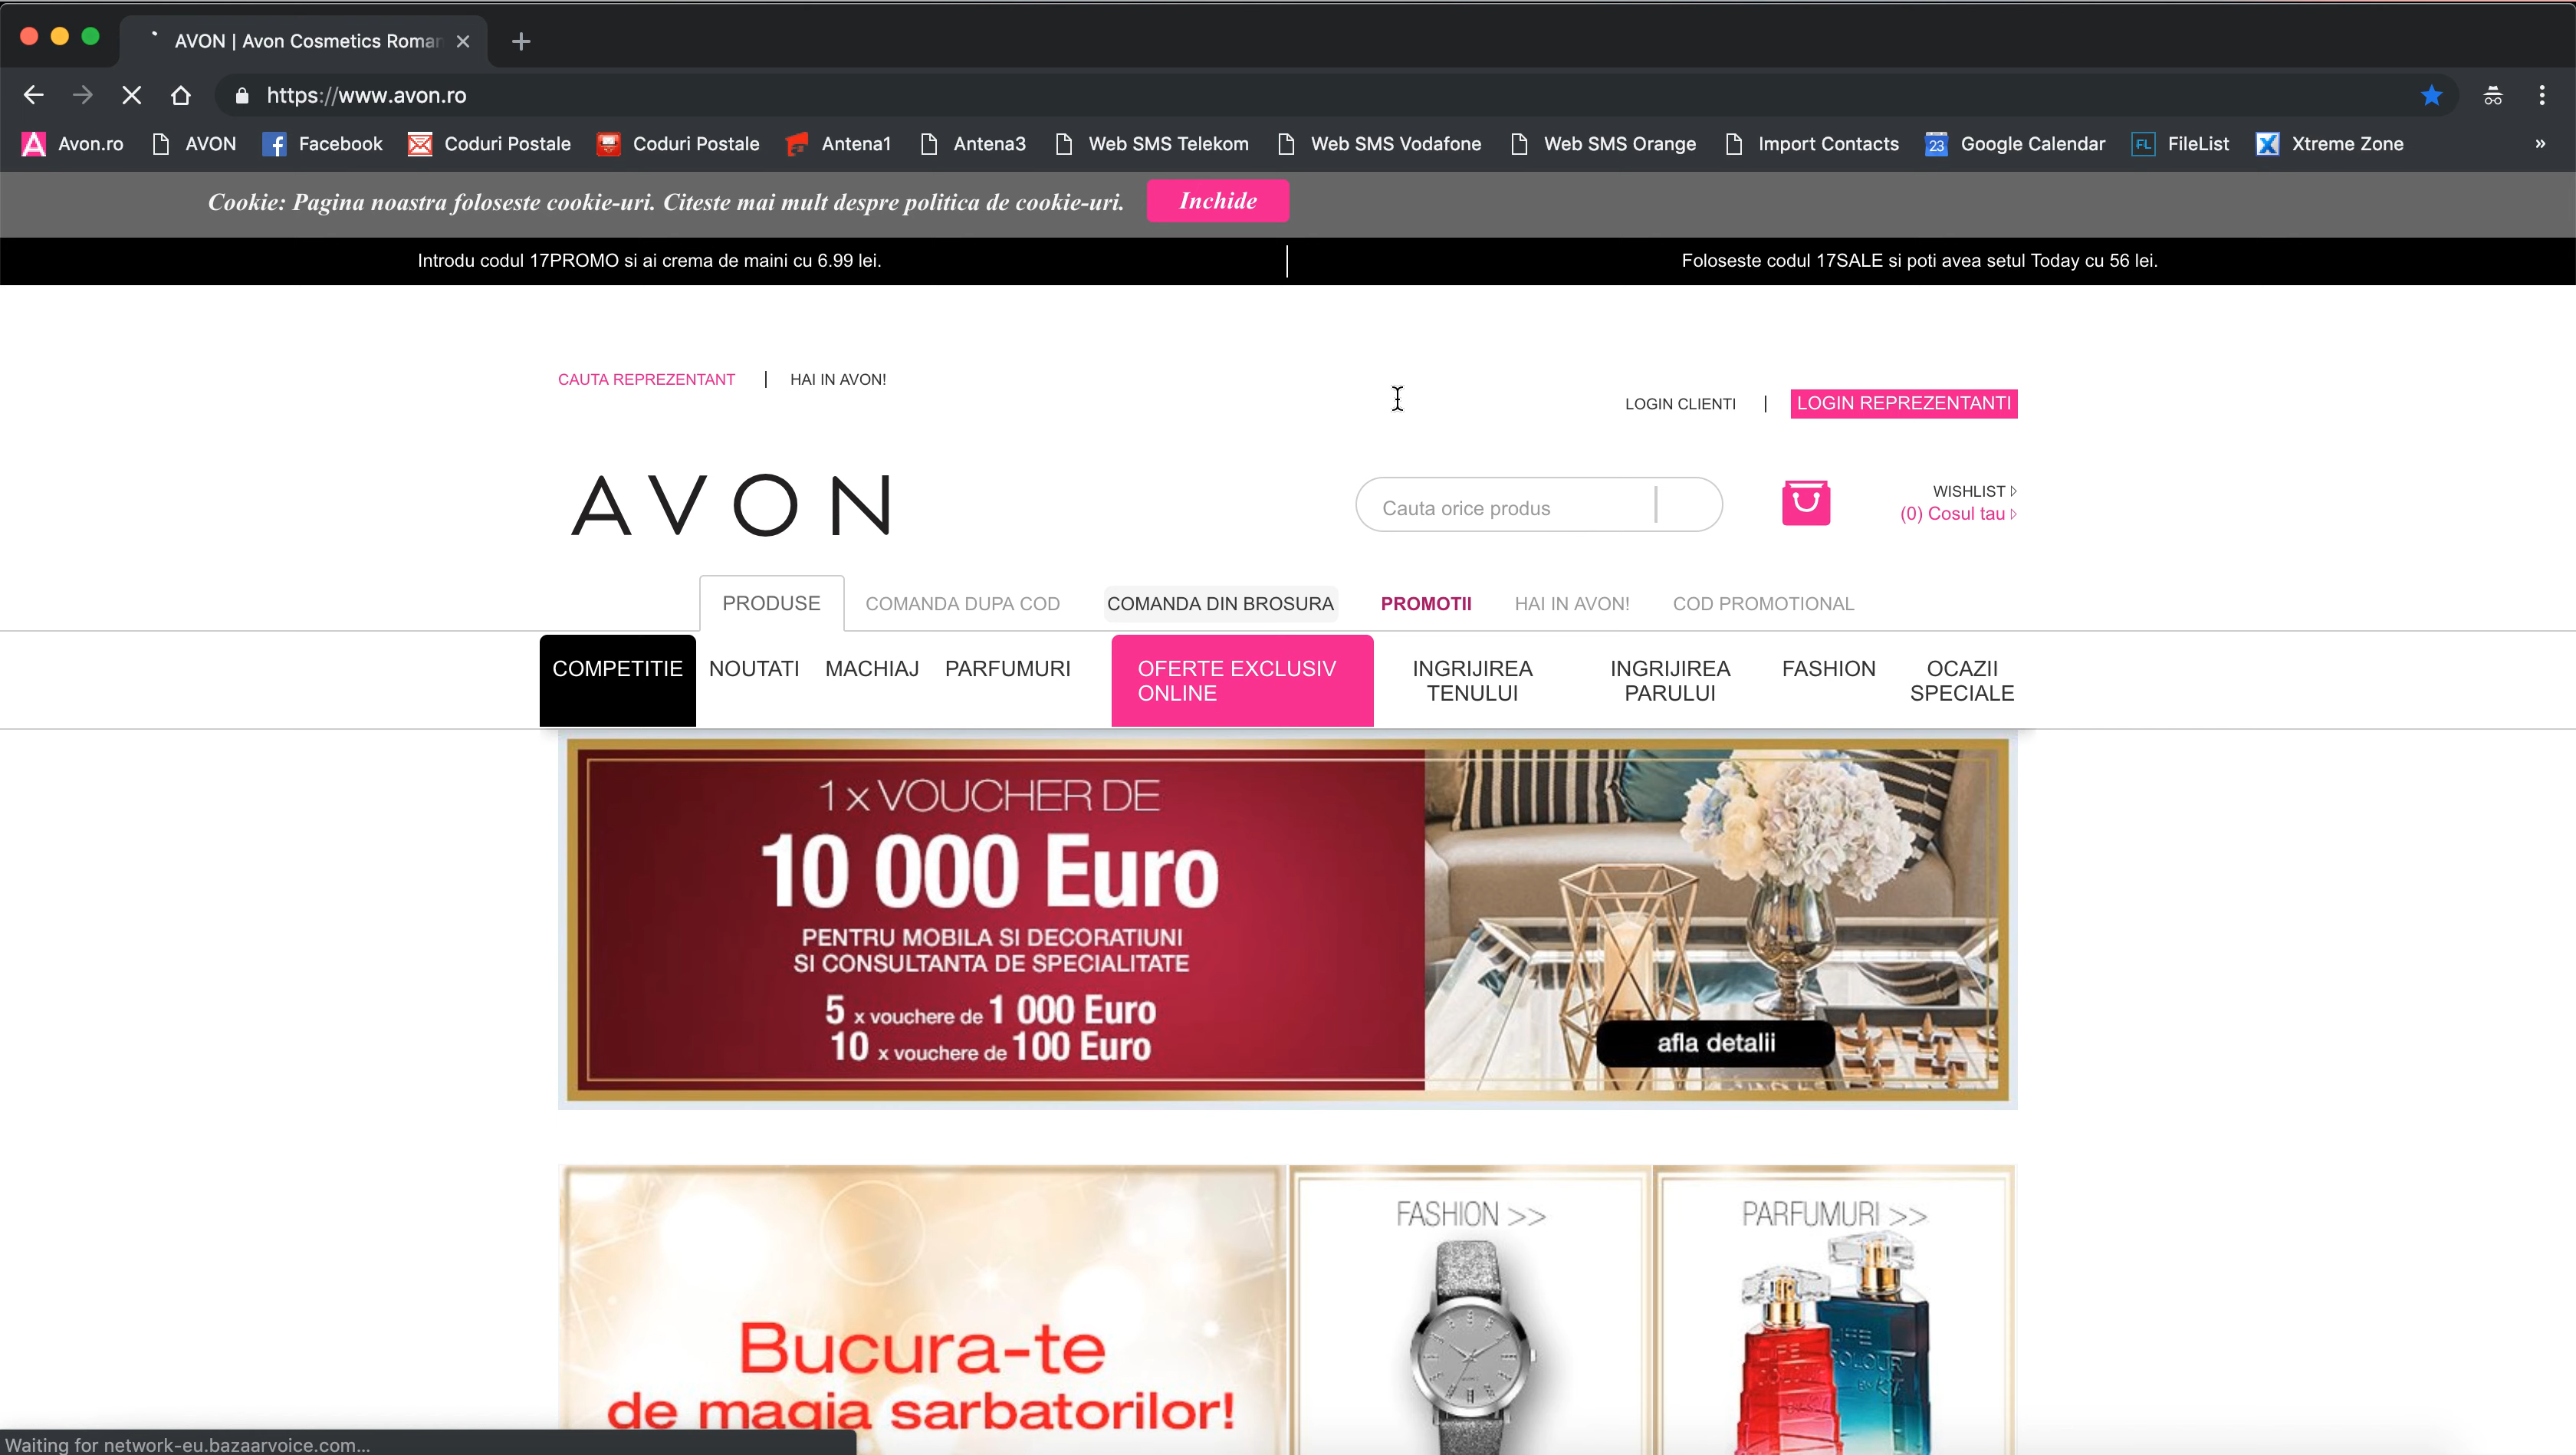 AVON | Avon Cosmetics Roman
https://www.avon.ro
Avon.ro AVON Facebook Coduri Postale Coduri Postale Antena1 Antena3 Web SMS Telekom Web SMS Vodafone Web SMS Orange Import Contacts 23 Google Calendar FL FileList X Xtreme Zone »
Cookie: Pagina noastra foloseste cookie-uri. Citeste mai mult despre politica de cookie-uri. Inchide
Introdu codul 17PROMO si ai crema de maini cu 6.99 lei. Foloseste codul 17SALE si poti avea setul Today cu 56 lei.
CAUTA REPREZENTANT | HAI IN AVON!
LOGIN CLIENTI | LOGIN REPREZENTANTI
AVON
Cauta orice produs
WISHLIST
(0) Cosul tau
PRODUSE COMANDA DUPA COD COMANDA DIN BROSURA PROMOTII HAI IN AVON! COD PROMOTIONAL
COMPETITIE NOUTATI MACHIAJ PARFUMURI OFERTE EXCLUSIV INGRIJIREA INGRIJIREA FASHION OCAZII
ONLINE TENULUI PARULUI SPECIALE
1 x VOUCHER DE
10 000 Euro
PENTRU MOBILA SI DECORATIUNI
SI CONSULTANTA DE SPECIALITATE
5 x vouchere de 1 000 Euro
10 x vouchere de 100 Euro
afla detalii
Bucura-te
de magia sarbatorilor!
FASHION >>
PARFUMURI >>
Waiting for network-eu.bazaarvoice.com...